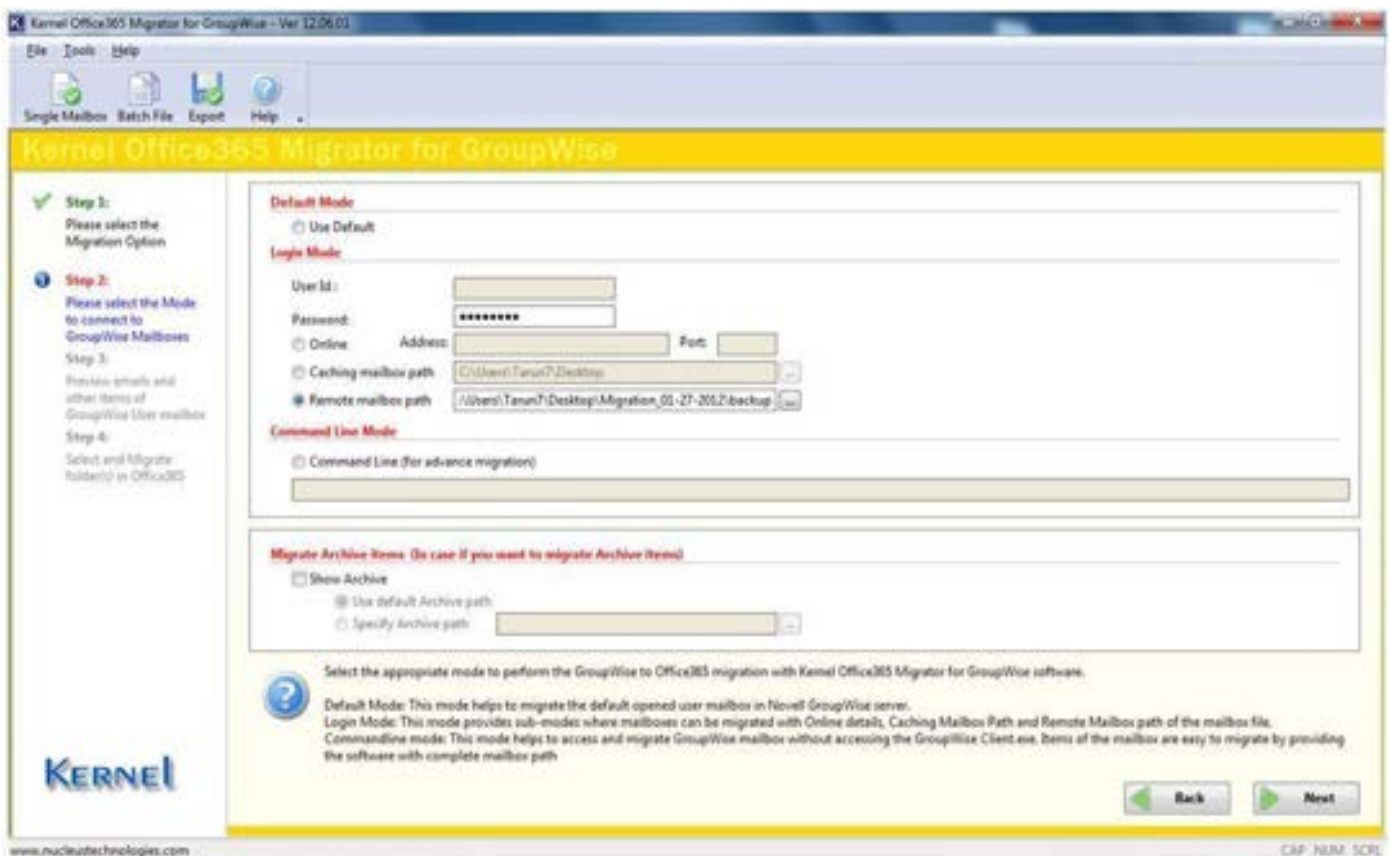 Kernel Office365 Migrator for GroupWise - Ver 12.06.01
File Tools Help
Single Mailbox Batch File Export Help
Kernel Office365 Migrator for GroupWise
Step 1:
Please select the
Migration Option
Step 2:
Please select the Mode
to connect to
GroupWise Mailboxes
Step 3:
Preview emails and
other items of
GroupWise User mailbox
Step 4:
Select and Migrate
folder(s) in Office365
KERNEl
Default Mode
Use Default
Login Mode
User Id :
Password: ********
Online Address: Port:
Caching mailbox path C:\Users\Tarun7\Desktop ...
Remote mailbox path :\Users\Tarun7\Desktop\Migration_01-27-2012\backup ...
Command Line Mode
Command Line (for advance migration)
Migrate Archive Items (In case if you want to migrate Archive Items)
Show Archive
Use default Archive path
Specify Archive path ...
Select the appropriate mode to perform the GroupWise to Office365 migration with Kernel Office365 Migrator for GroupWise software.
Default Mode: This mode helps to migrate the default opened user mailbox in Novell GroupWise server.
Login Mode: This mode provides sub-modes where mailboxes can be migrated with Online details, Caching Mailbox Path and Remote Mailbox path of the mailbox file.
Commandline mode: This mode helps to access and migrate GroupWise mailbox without accessing the GroupWise Client.exe. Items of the mailbox are easy to migrate by providing
the software with complete mailbox path
Back Next
www.nucleustechnologies.com
CAP NUM SCRL